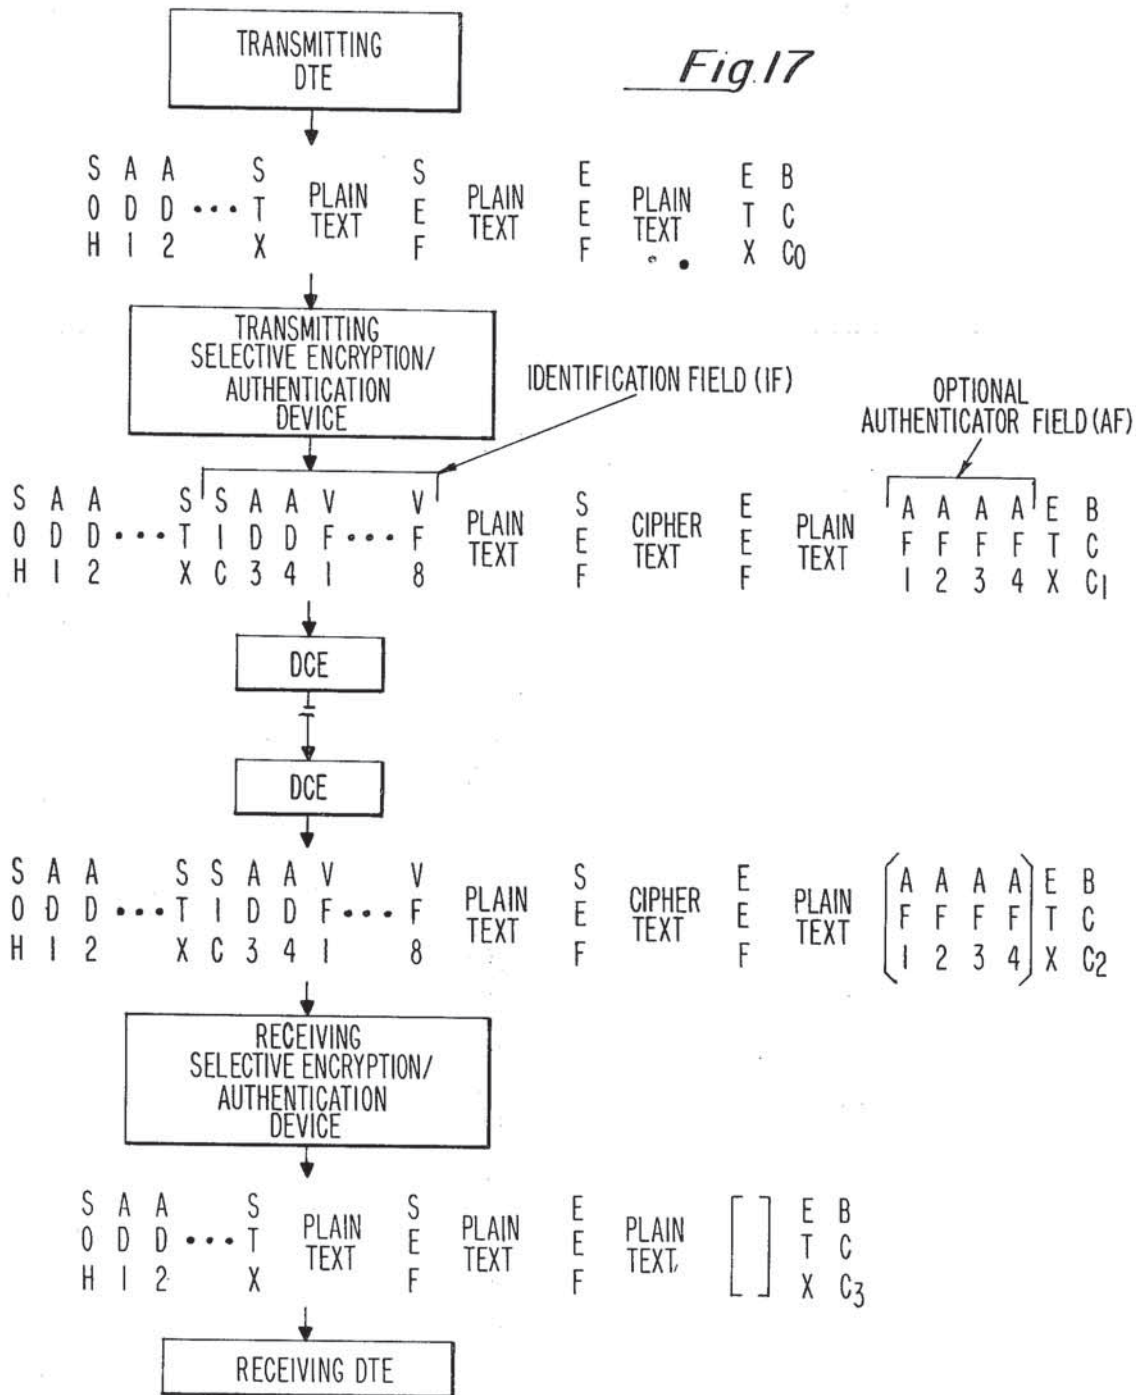 TRANSMITTING
DTE
Fig.17
S A A S S E E B
O D D ••• T PLAIN TEXT E PLAIN TEXT E PLAIN TEXT T C
H 1 2 X F F X C0
TRANSMITTING
SELECTIVE ENCRYPTION/
AUTHENTICATION
DEVICE
IDENTIFICATION FIELD (IF)
OPTIONAL
AUTHENTICATOR FIELD (AF)
S A A S S A A V V S E A A A A E B
O D D ••• T I D D F ••• F PLAIN TEXT E CIPHER TEXT E PLAIN TEXT F F F F T C
H 1 2 X C 3 4 1 8 F F 1 2 3 4 X C1
DCE
DCE
S A A S S A A V V S E A A A A E B
O D D ••• T I D D F ••• F PLAIN TEXT E CIPHER TEXT E PLAIN TEXT F F F F T C
H 1 2 X C 3 4 1 8 F F 1 2 3 4 X C2
RECEIVING
SELECTIVE ENCRYPTION/
AUTHENTICATION
DEVICE
S A A S S E E B
O D D ••• T PLAIN TEXT E PLAIN TEXT E PLAIN TEXT [ ] T C
H 1 2 X F F X C3
RECEIVING DTE